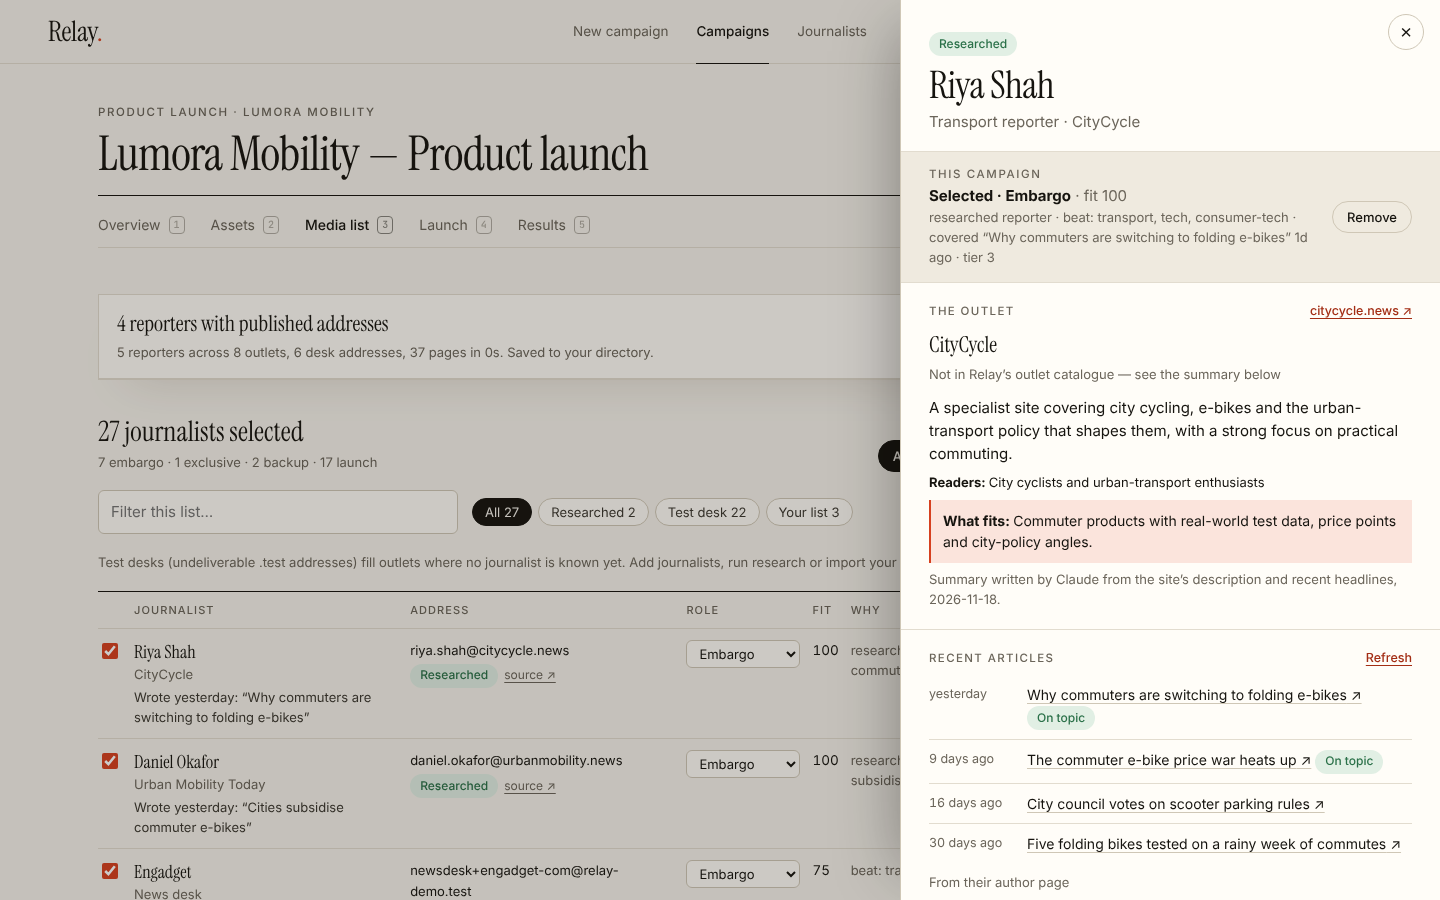 Relay.
New campaign
Campaigns
Journalists
PRODUCT LAUNCH · LUMORA MOBILITY
Lumora Mobility — Product launch
Overview 1
Assets 2
Media list 3
Launch 4
Results 5
4 reporters with published addresses
5 reporters across 8 outlets, 6 desk addresses, 37 pages in 0s. Saved to your directory.
27 journalists selected
7 embargo · 1 exclusive · 2 backup · 17 launch
Filter this list...
All 27
Researched 2
Test desk 22
Your list 3
Test desks (undeliverable .test addresses) fill outlets where no journalist is known yet. Add journalists, run research or import your
JOURNALIST ADDRESS ROLE FIT WHY
Riya Shah
CityCycle
Wrote yesterday: “Why commuters are
switching to folding e-bikes”
riya.shah@citycycle.news
Researched source ↗
Embargo
100
Daniel Okafor
Urban Mobility Today
Wrote yesterday: “Cities subsidise
commuter e-bikes”
daniel.okafor@urbanmobility.news
Researched source ↗
Embargo
100
Engadget
News desk
newsdesk+engadget-com@relay-
demo.test
Embargo
75
beat:
Researched
×
Riya Shah
Transport reporter · CityCycle
THIS CAMPAIGN
Selected · Embargo · fit 100
researched reporter · beat: transport, tech, consumer-tech ·
covered “Why commuters are switching to folding e-bikes” 1d
ago · tier 3
Remove
THE OUTLET
citycycle.news ↗
CityCycle
Not in Relay’s outlet catalogue — see the summary below
A specialist site covering city cycling, e-bikes and the urban-
transport policy that shapes them, with a strong focus on practical
commuting.
Readers: City cyclists and urban-transport enthusiasts
What fits: Commuter products with real-world test data, price points
and city-policy angles.
Summary written by Claude from the site’s description and recent headlines,
2026-11-18.
RECENT ARTICLES
Refresh
yesterday
Why commuters are switching to folding e-bikes ↗
On topic
9 days ago
The commuter e-bike price war heats up ↗ On topic
16 days ago
City council votes on scooter parking rules ↗
30 days ago
Five folding bikes tested on a rainy week of commutes ↗
From their author page